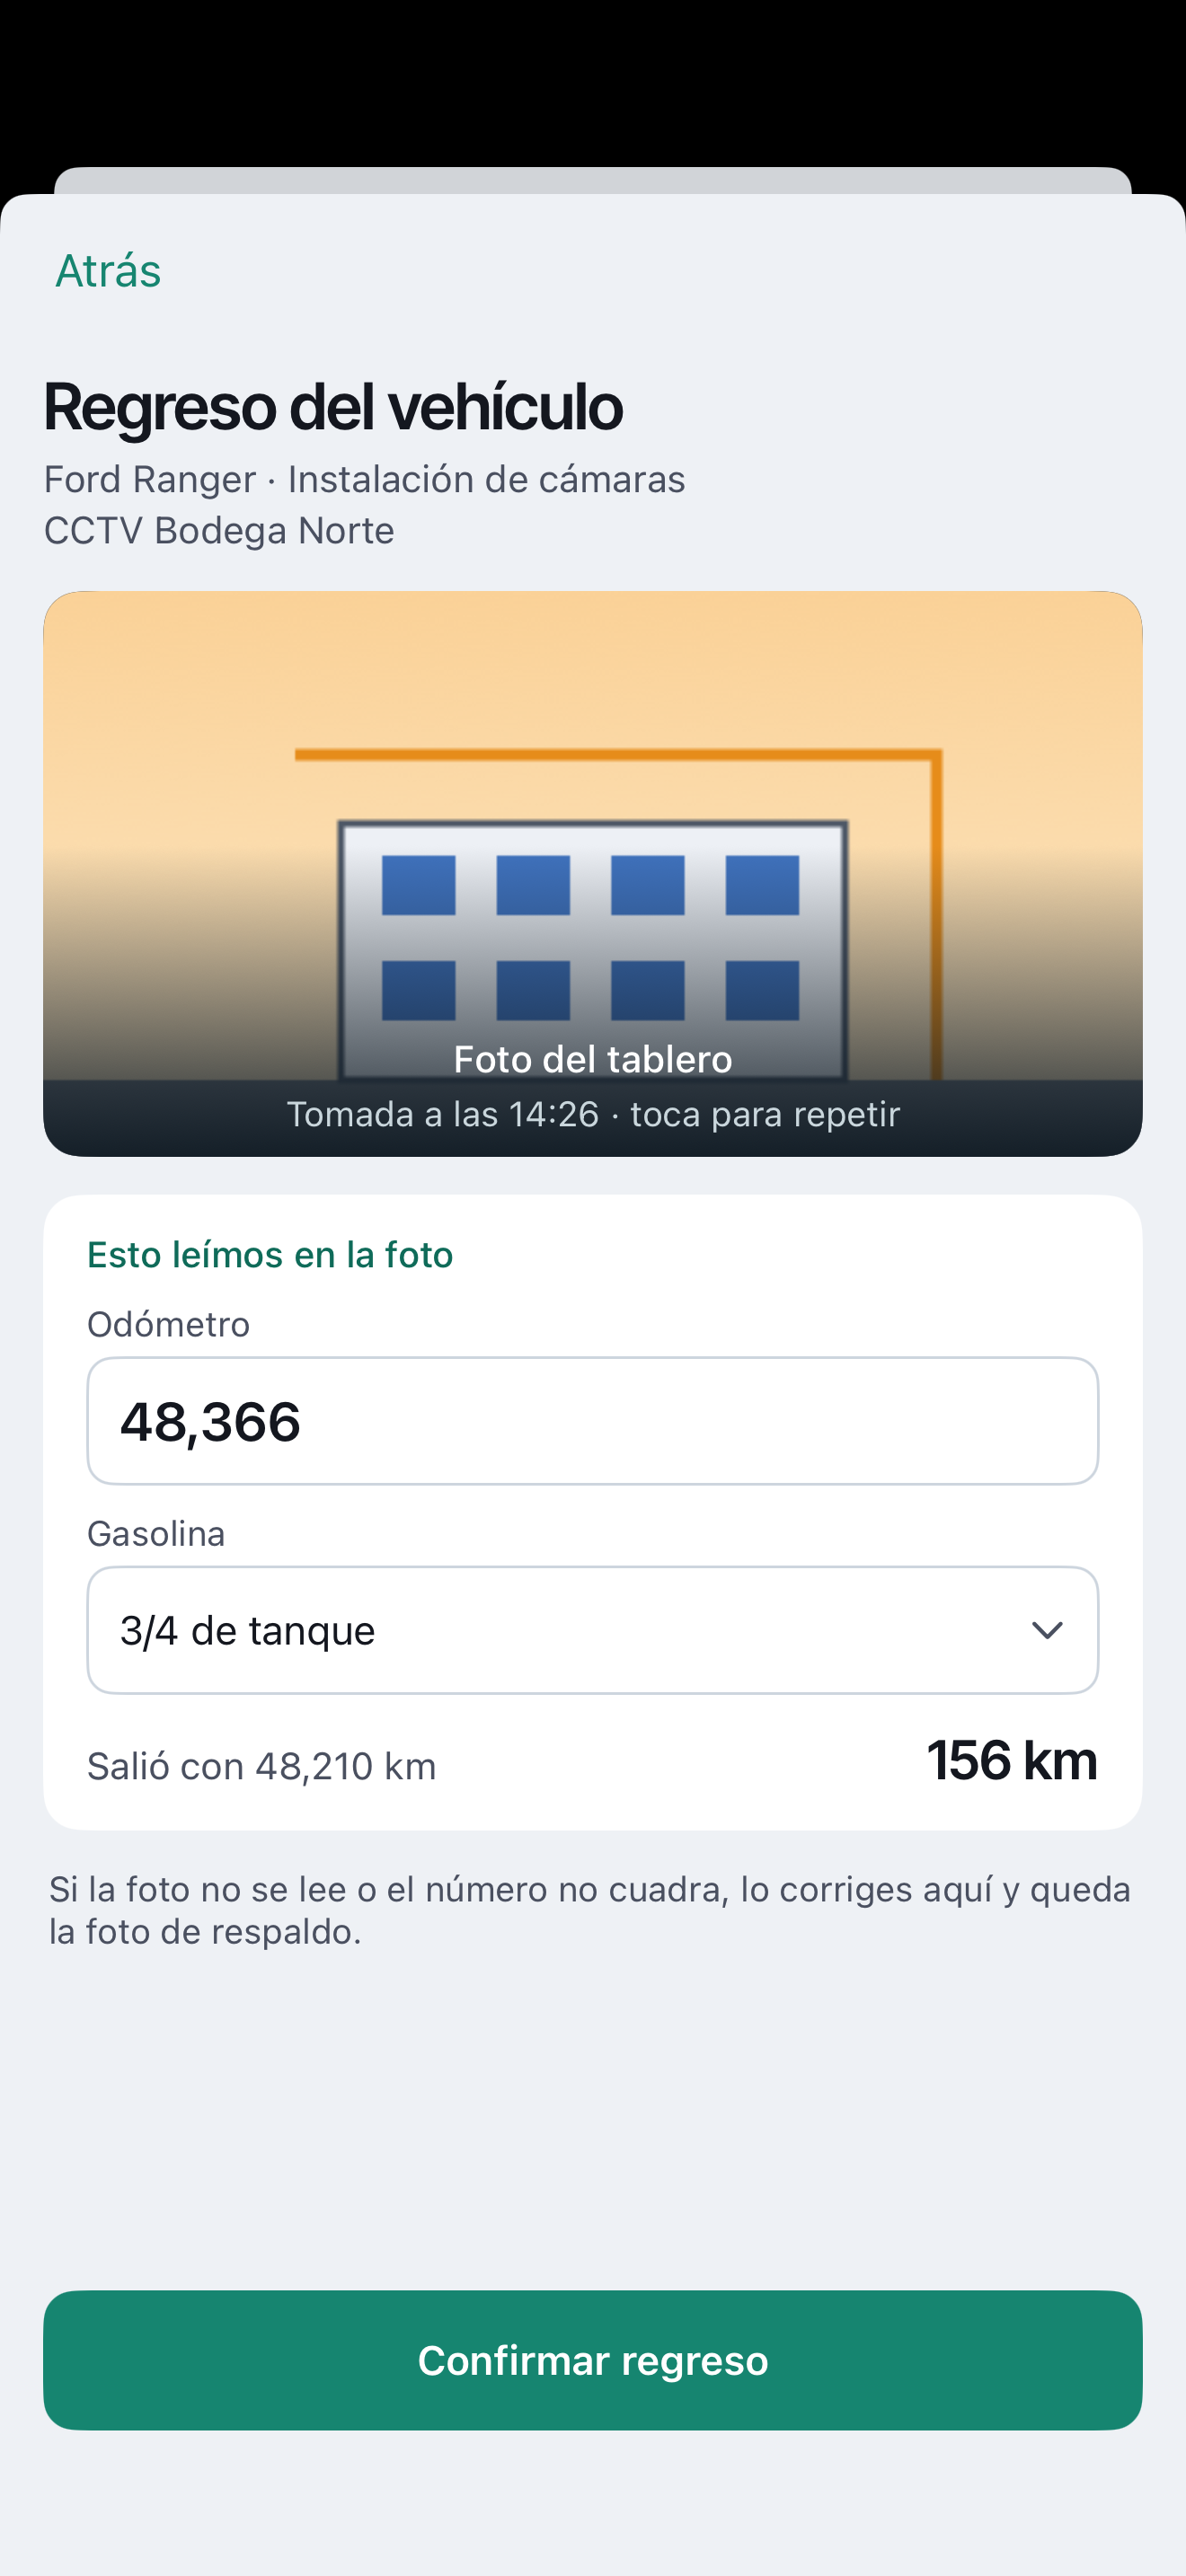 Atrás
Regreso del vehículo
Ford Ranger · Instalación de cámaras
CCTV Bodega Norte
Foto del tablero
Tomada a las 14:26 · toca para repetir
Esto leímos en la foto
Odómetro
48,366
Gasolina
3/4 de tanque
Salió con 48,210 km
156 km
Si la foto no se lee o el número no cuadra, lo corriges aquí y queda
la foto de respaldo.
Confirmar regreso